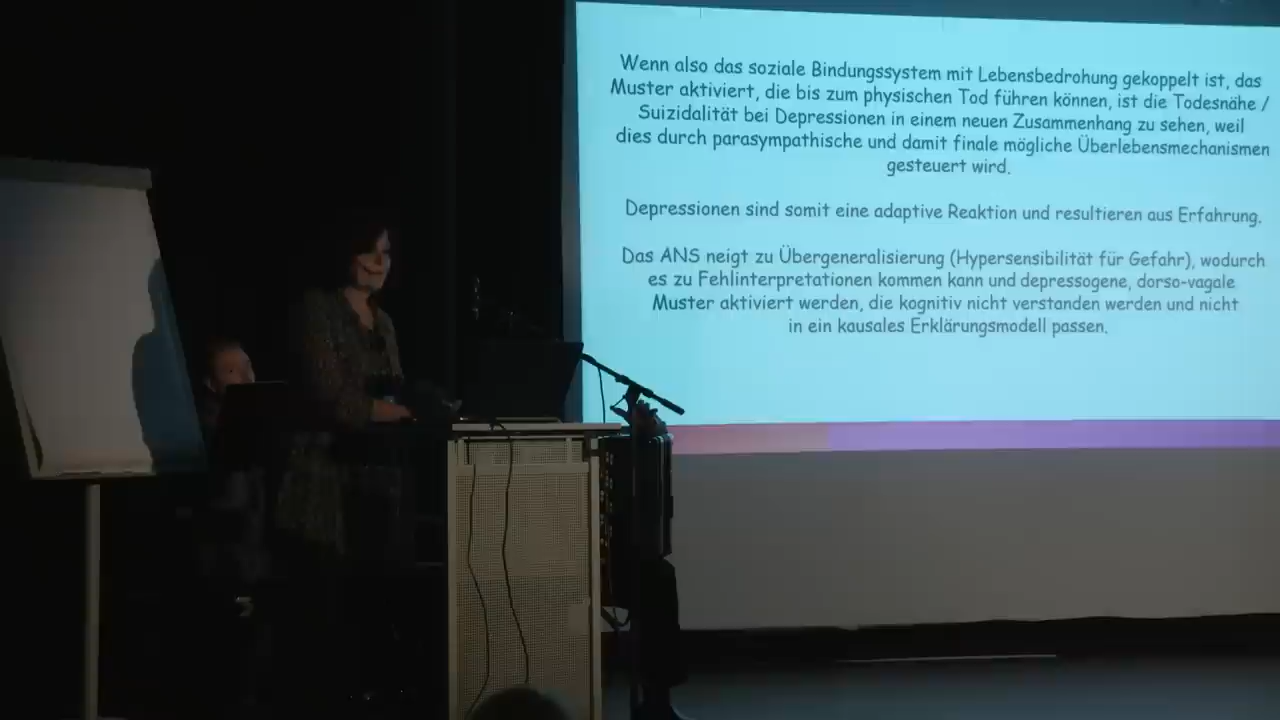 Wenn also das soziale Bindungssystem mit Lebensbedrohung gekoppelt ist, das
Muster aktiviert, die bis zum physischen Tod führen können, ist die Todesnähe /
Suizidalität bei Depressionen in einem neuen Zusammenhang zu sehen, weil
dies durch parasympathische und damit finale mögliche Überlebensmechanismen
gesteuert wird.
Depressionen sind somit eine adaptive Reaktion und resultieren aus Erfahrung.
Das ANS neigt zu Übergeneralisierung (Hypersensibilität für Gefahr), wodurch
es zu Fehlinterpretationen kommen kann und depressogene, dorso-vagale
Muster aktiviert werden, die kognitiv nicht verstanden werden und nicht
in ein kausales Erklärungsmodell passen.